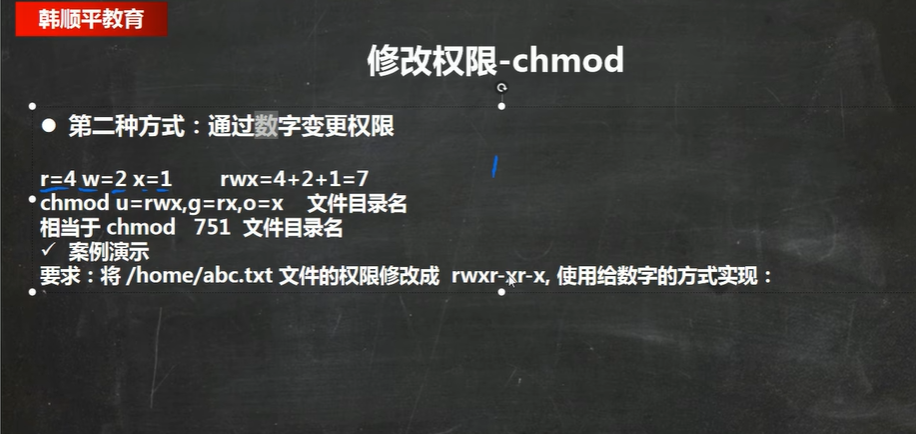 韩顺平教育
修改权限-chmod
● 第二种方式：通过数字变更权限
r=4 w=2 x=1 rwx=4+2+1=7
chmod u=rwx,g=rx,o=x 文件目录名
相当于 chmod 751 文件目录名
✓ 案例演示
要求：将 /home/abc.txt 文件的权限修改成 rwxr-xr-x, 使用给数字的方式实现：